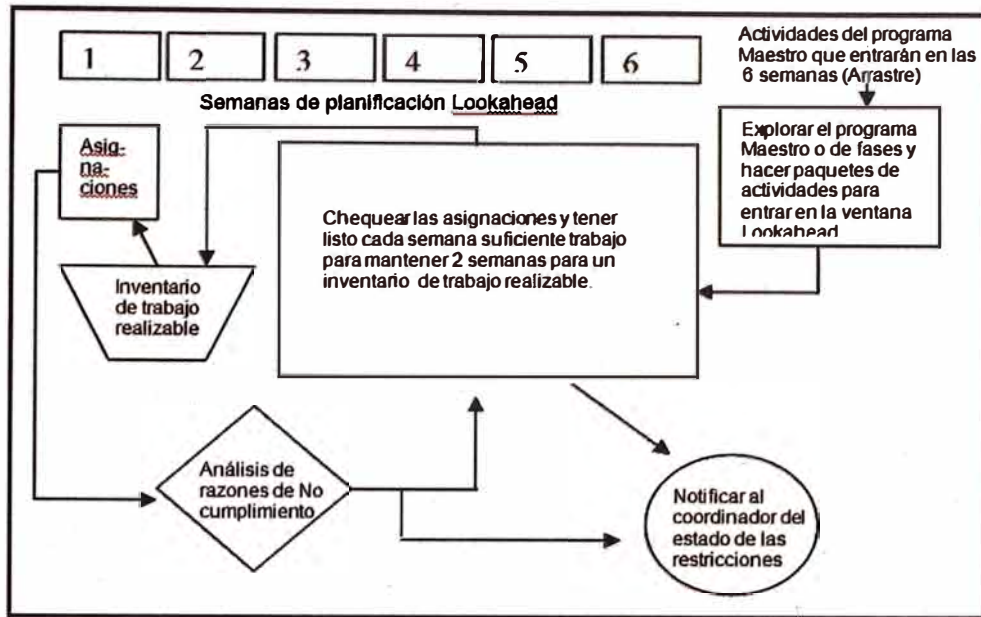 1 2 3 4 5 6
Semanas de planificación Lookahead
Actividades del programa
Maestro que entrarán en las
6 semanas (Arrastre)
Explorar el programa
Maestro o de fases y
hacer paquetes de
actividades para
entrar en la ventana
Lookahead
Asig-
na-
ciones
Chequear las asignaciones y tener
listo cada semana suficiente trabajo
para mantener 2 semanas para un
inventario de trabajo realizable.
Inventario
de trabajo
realizable
Análisis de
razones de No
cumplimiento
Notificar al
coordinador del
estado de las
restricciones